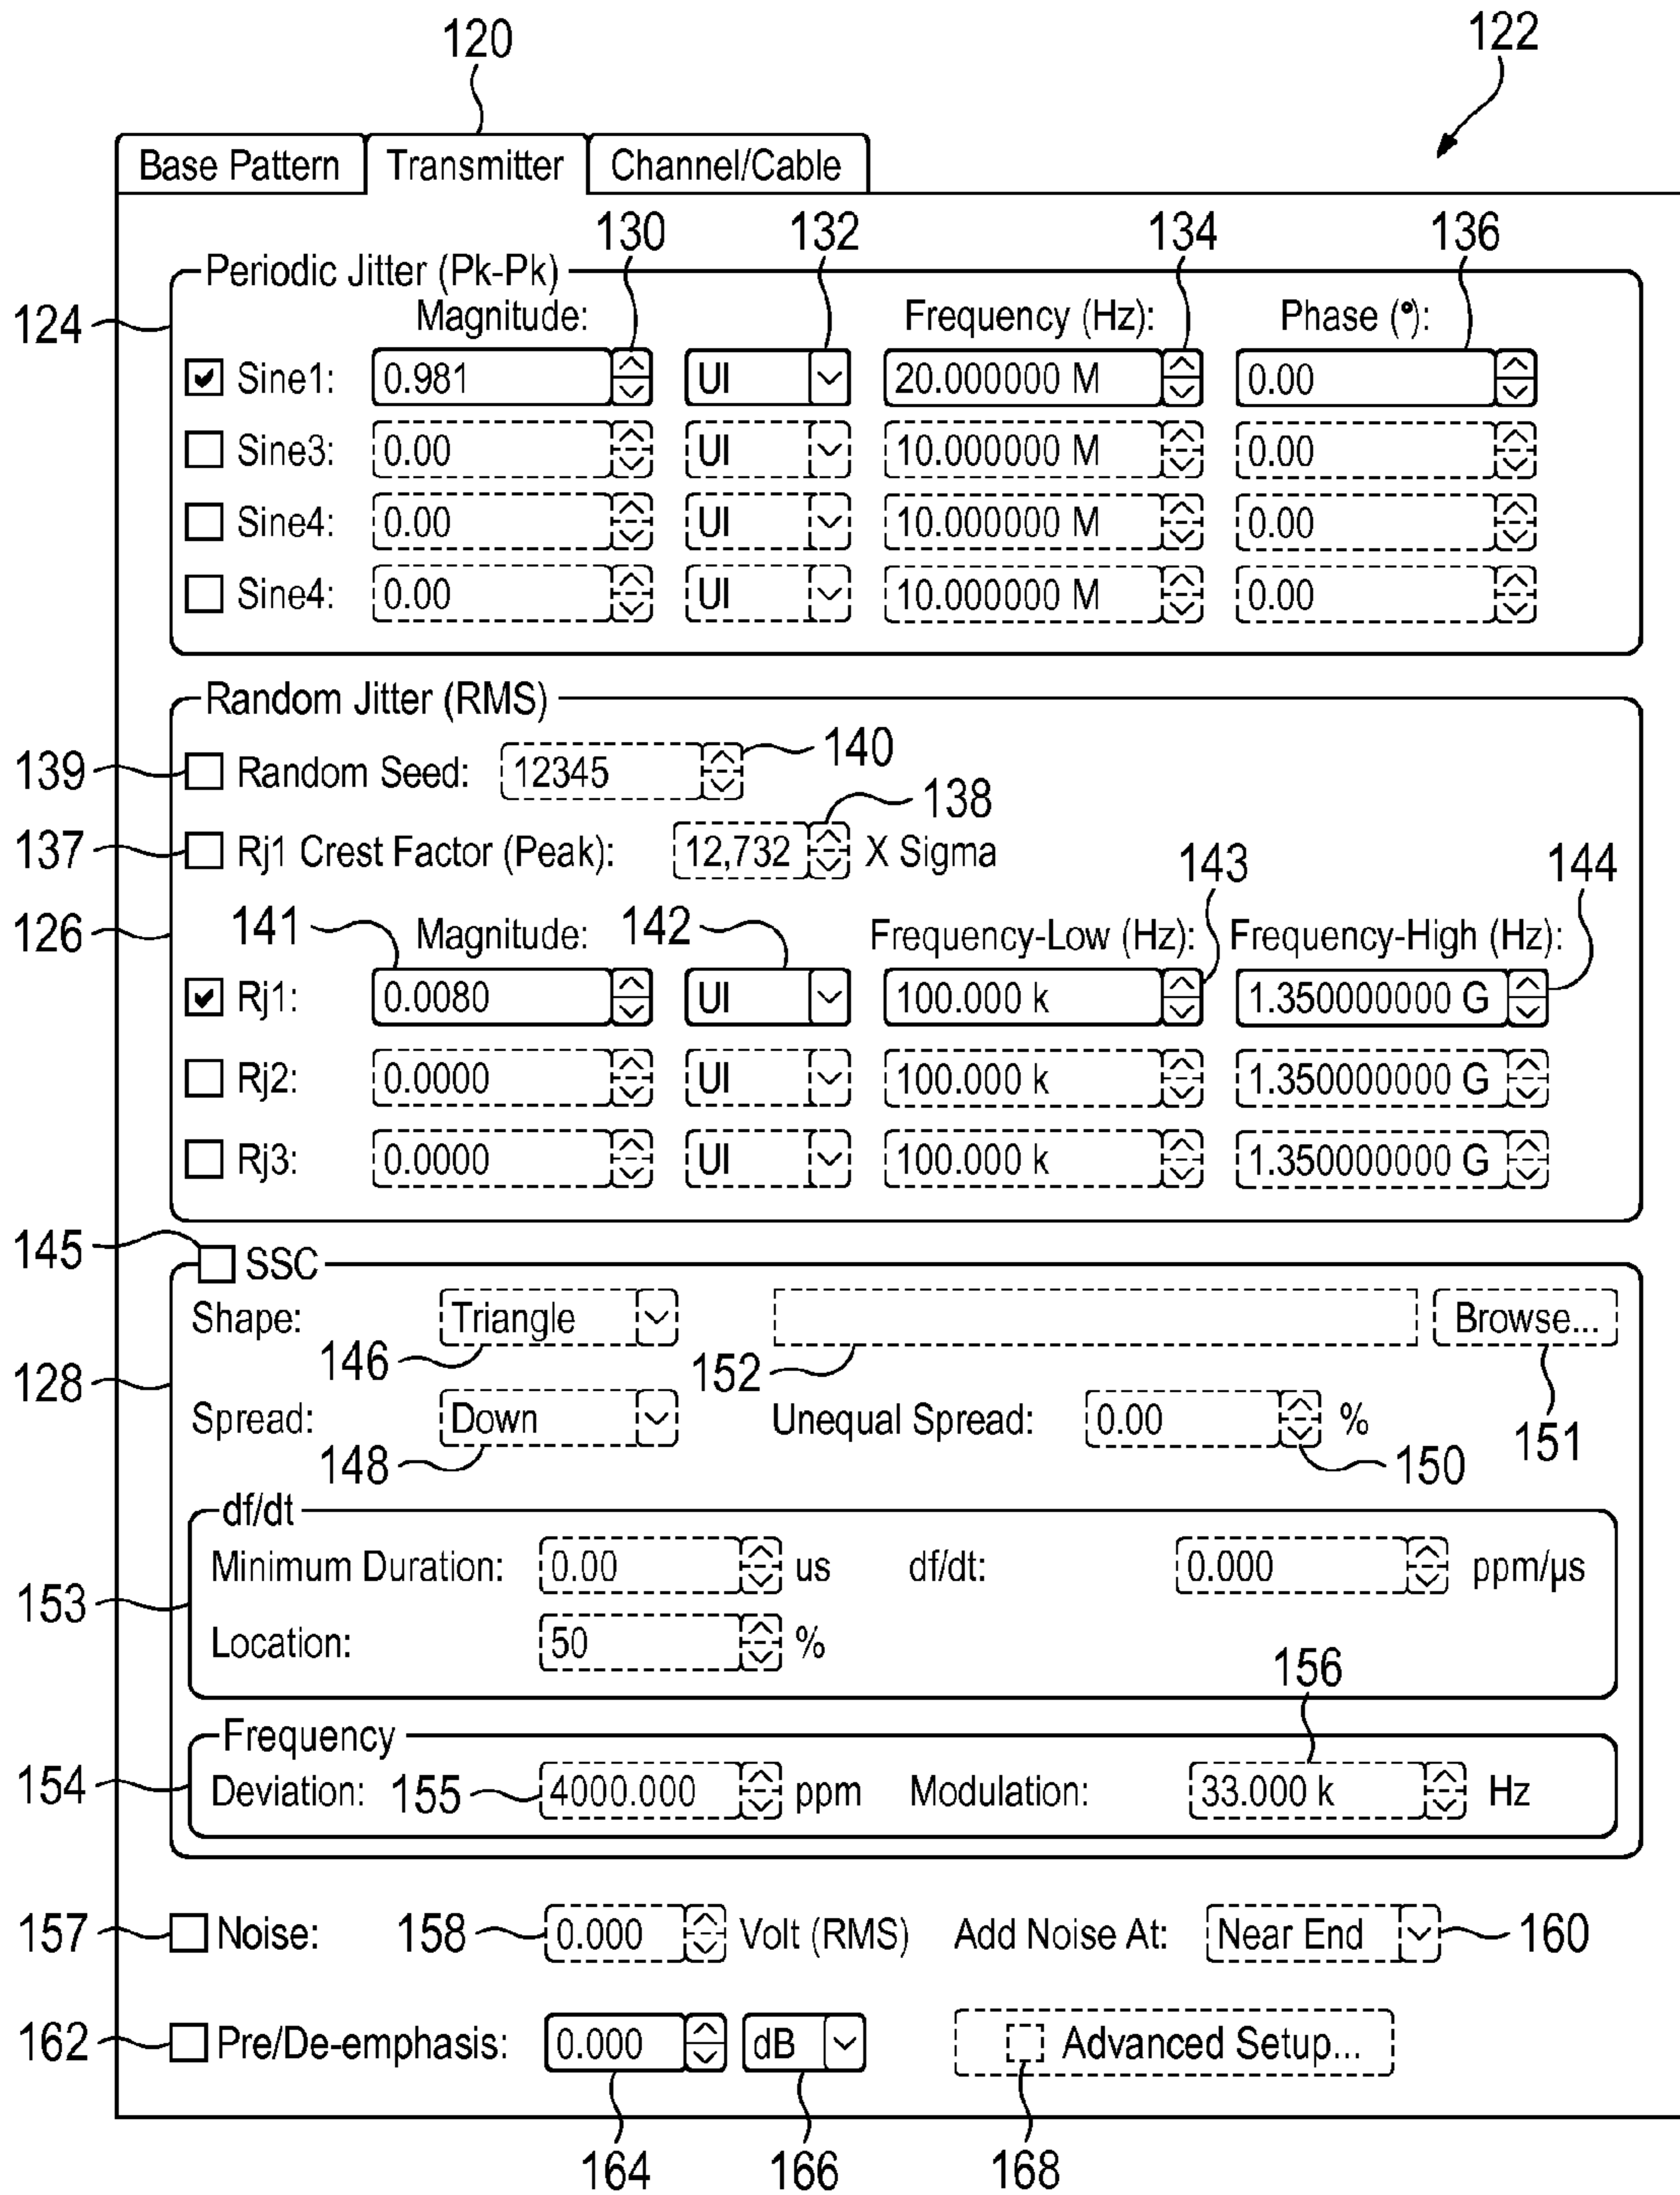 120 122
Base Pattern Transmitter Channel/Cable
130 132 134 136
Periodic Jitter (Pk-Pk)
124 Magnitude: Frequency (Hz): Phase (°):
Sine1: 0.981 UI 20.000000 M 0.00
Sine3: 0.00 UI 10.000000 M 0.00
Sine4: 0.00 UI 10.000000 M 0.00
Sine4: 0.00 UI 10.000000 M 0.00
Random Jitter (RMS)
139 Random Seed: 12345 140
138
137 Rj1 Crest Factor (Peak): 12,732 X Sigma 143 144
126 141 Magnitude: 142 Frequency-Low (Hz): Frequency-High (Hz):
Rj1: 0.0080 UI 100.000 k 1.350000000 G
Rj2: 0.0000 UI 100.000 k 1.350000000 G
Rj3: 0.0000 UI 100.000 k 1.350000000 G
145 SSC
Shape: Triangle Browse...
128 146 152
Spread: Down Unequal Spread: 0.00 % 151
148 150
df/dt
Minimum Duration: 0.00 us df/dt: 0.000 ppm/µs
153
Location: 50 %
156
Frequency
154 Deviation: 155 4000.000 ppm Modulation: 33.000 k Hz
157 Noise: 158 0.000 Volt (RMS) Add Noise At: Near End 160
162 Pre/De-emphasis: 0.000 dB Advanced Setup...
164 166 168